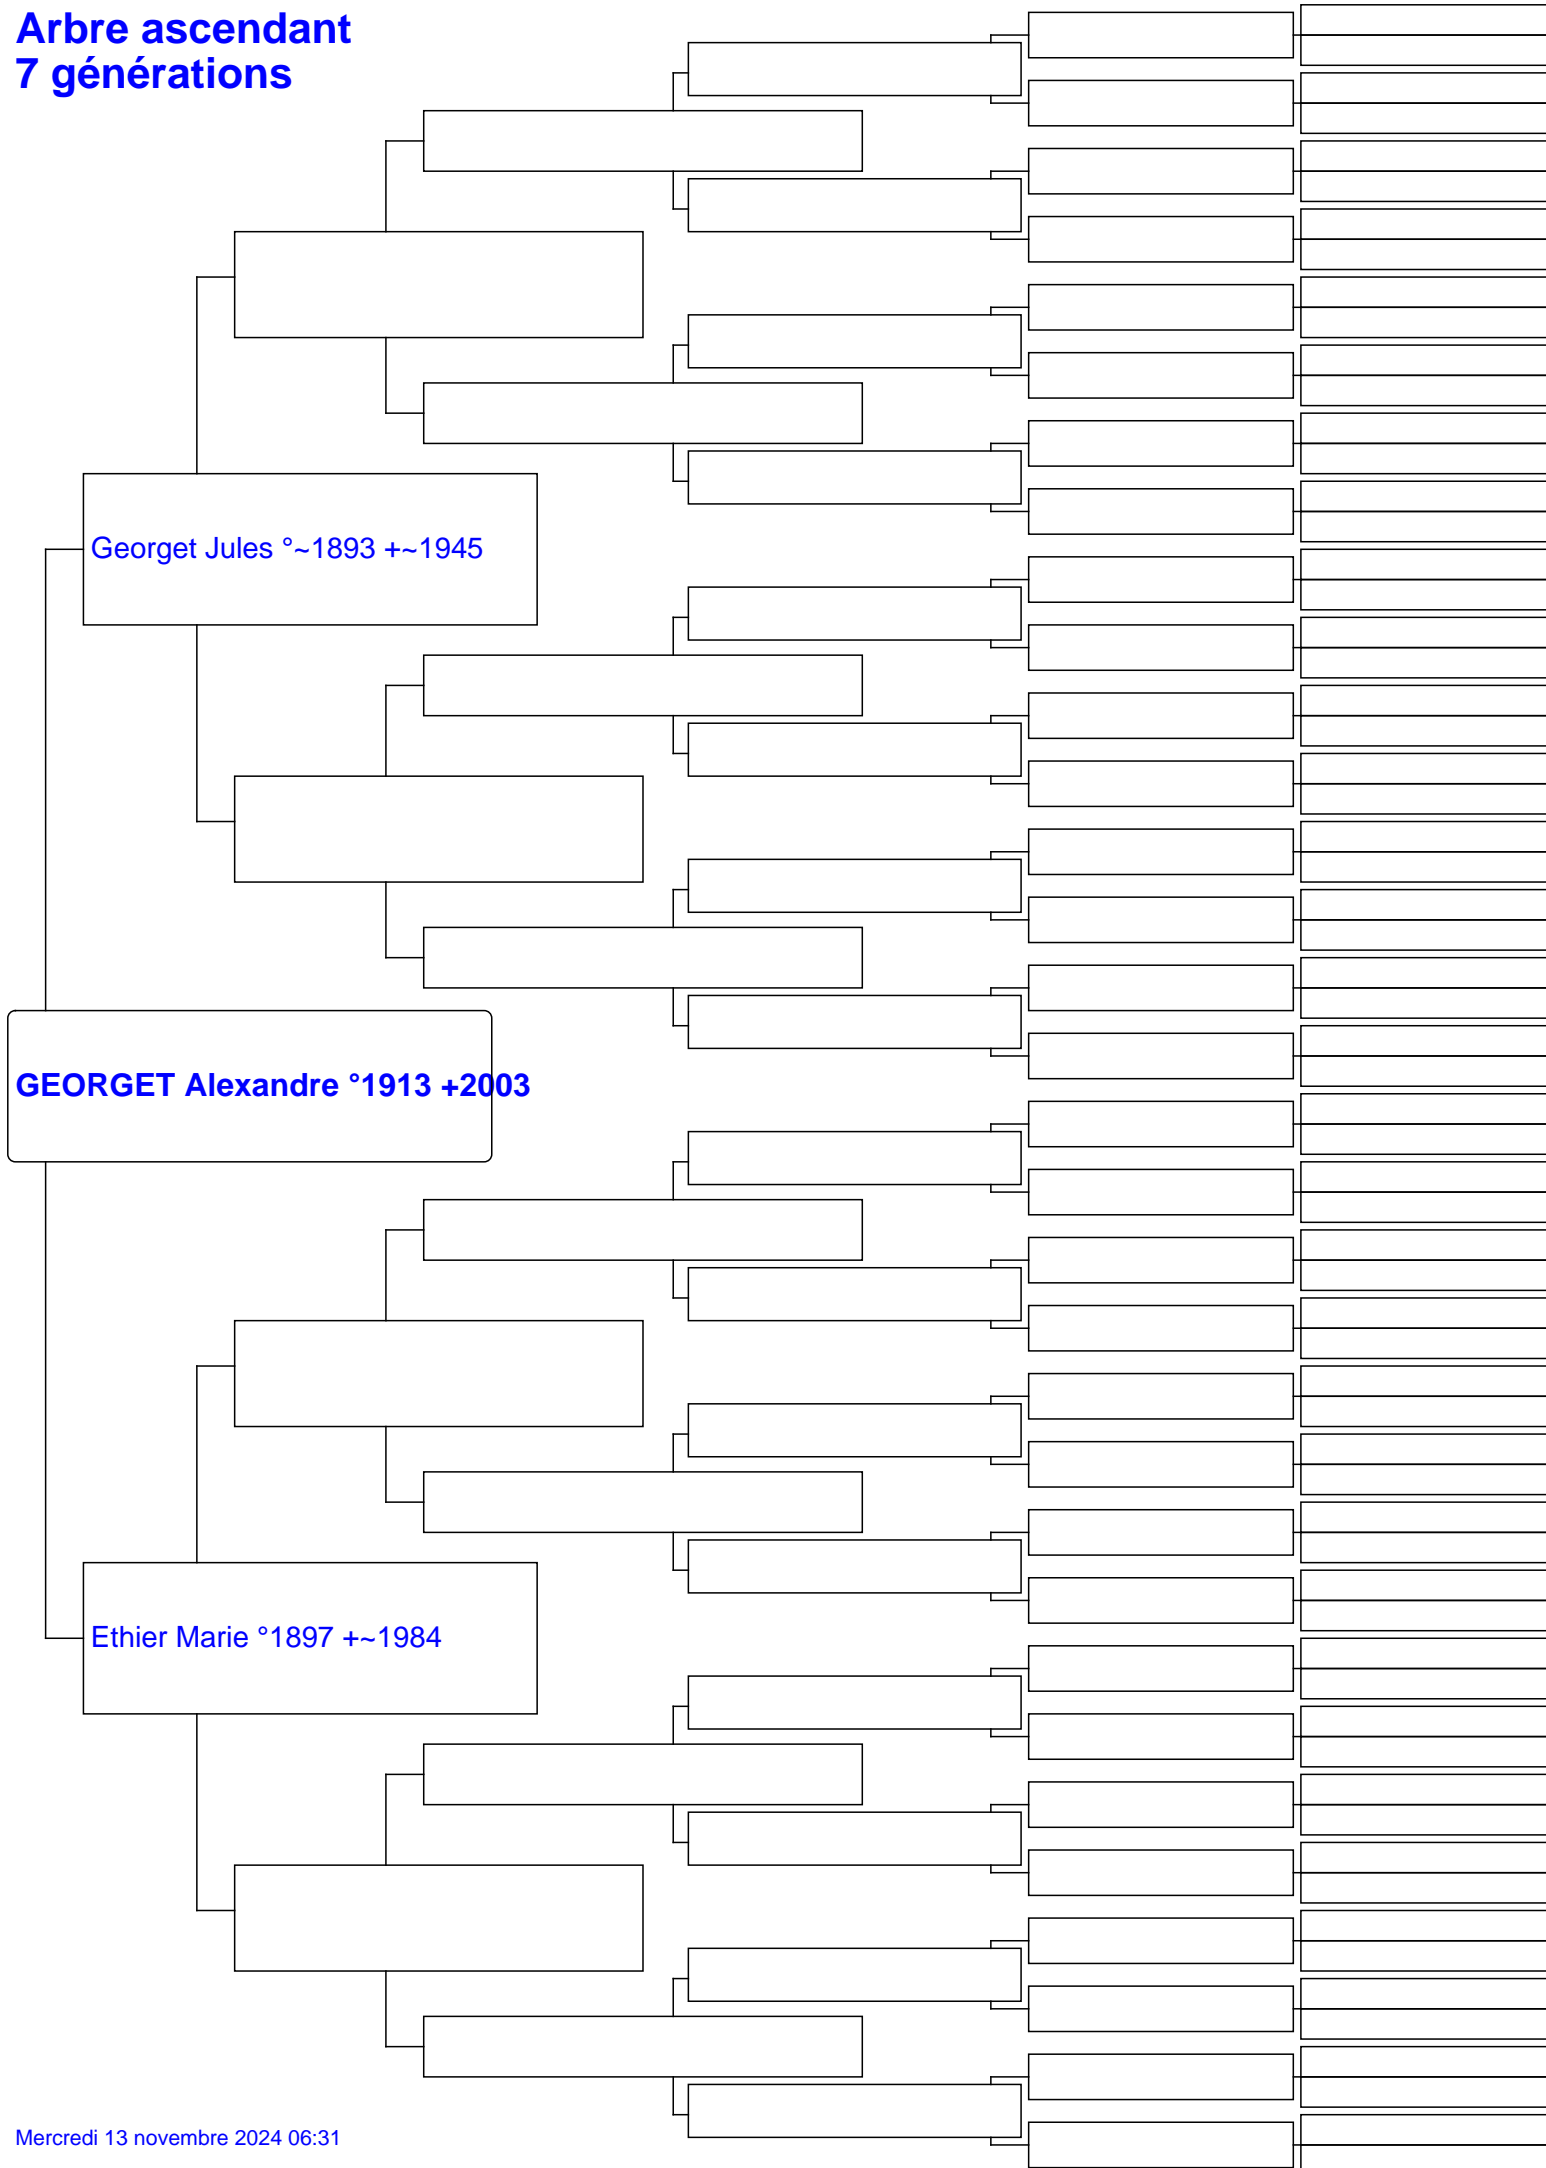 Arbre ascendant
7 générations
Georget Jules °~1893 +~1945
GEORGET Alexandre °1913 +2003
Ethier Marie °1897 +~1984
Mercredi 13 novembre 2024 06:31